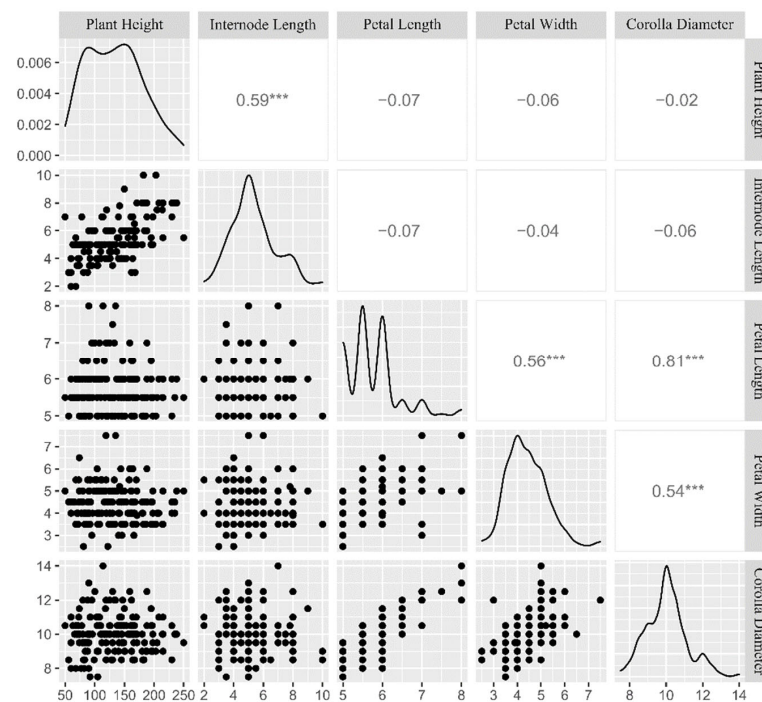 Plant Height Internode Length Petal Length Petal Width Corolla Diameter
0.006
0.004
0.002
0.000
0.59*** −0.07 −0.06 −0.02
Plant Height
10
8
6
4
2
−0.07 −0.04 −0.06
Internode Length
8
7
6
5
0.56*** 0.81***
Petal Length
7
6
5
4
3
0.54***
Petal Width
14
12
10
8
Corolla Diameter
50 100 150 200 250 2 4 6 8 10 5 6 7 8 3 4 5 6 7 8 10 12 14